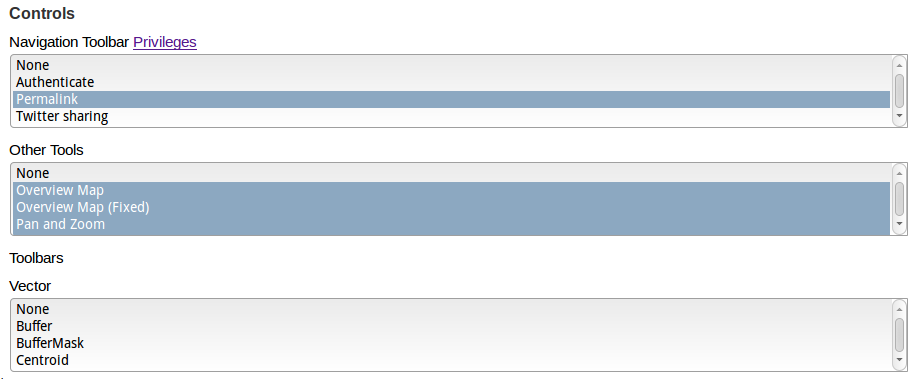 Controls
Navigation Toolbar Privileges
None
Authenticate
Permalink
Twitter sharing
Other Tools
None
Overview Map
Overview Map (Fixed)
Pan and Zoom
Toolbars
Vector
None
Buffer
BufferMask
Centroid